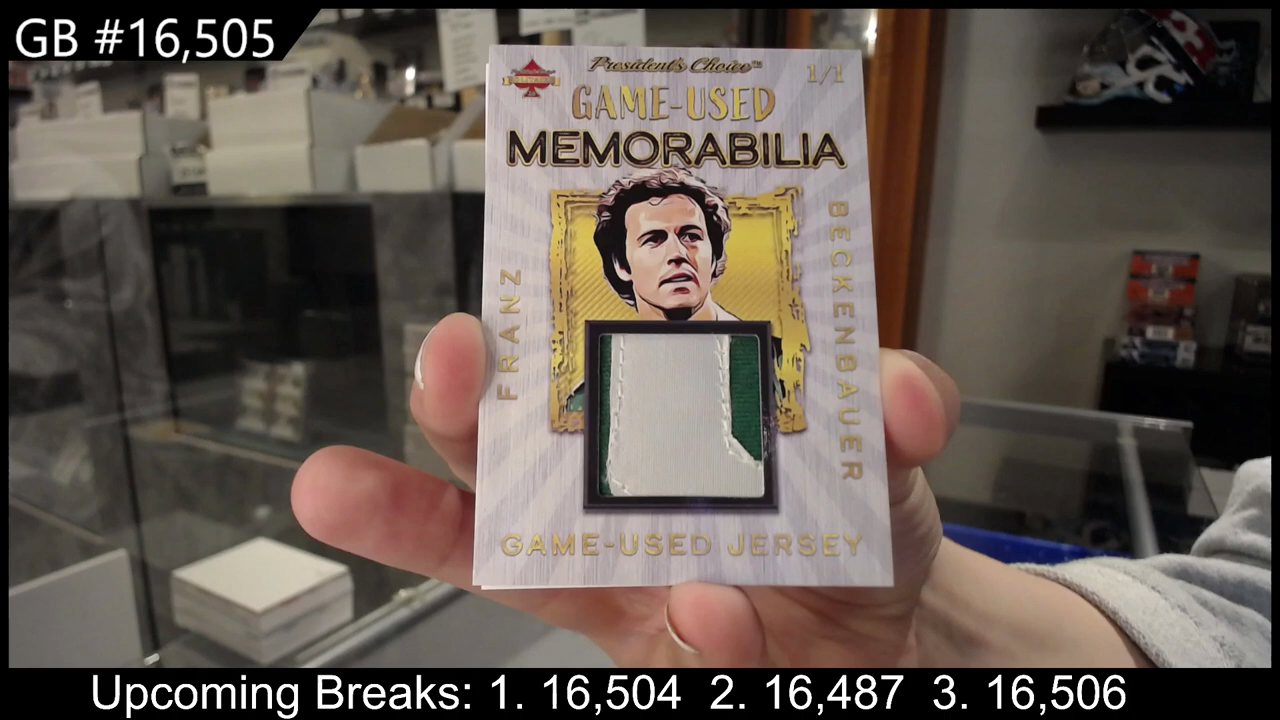 GB #16,505
President's Choice™
1/1
GAME-USED
MEMORABILIA
FRANZ
BECKENBAUER
GAME-USED JERSEY
Upcoming Breaks: 1. 16,504 2. 16,487 3. 16,506